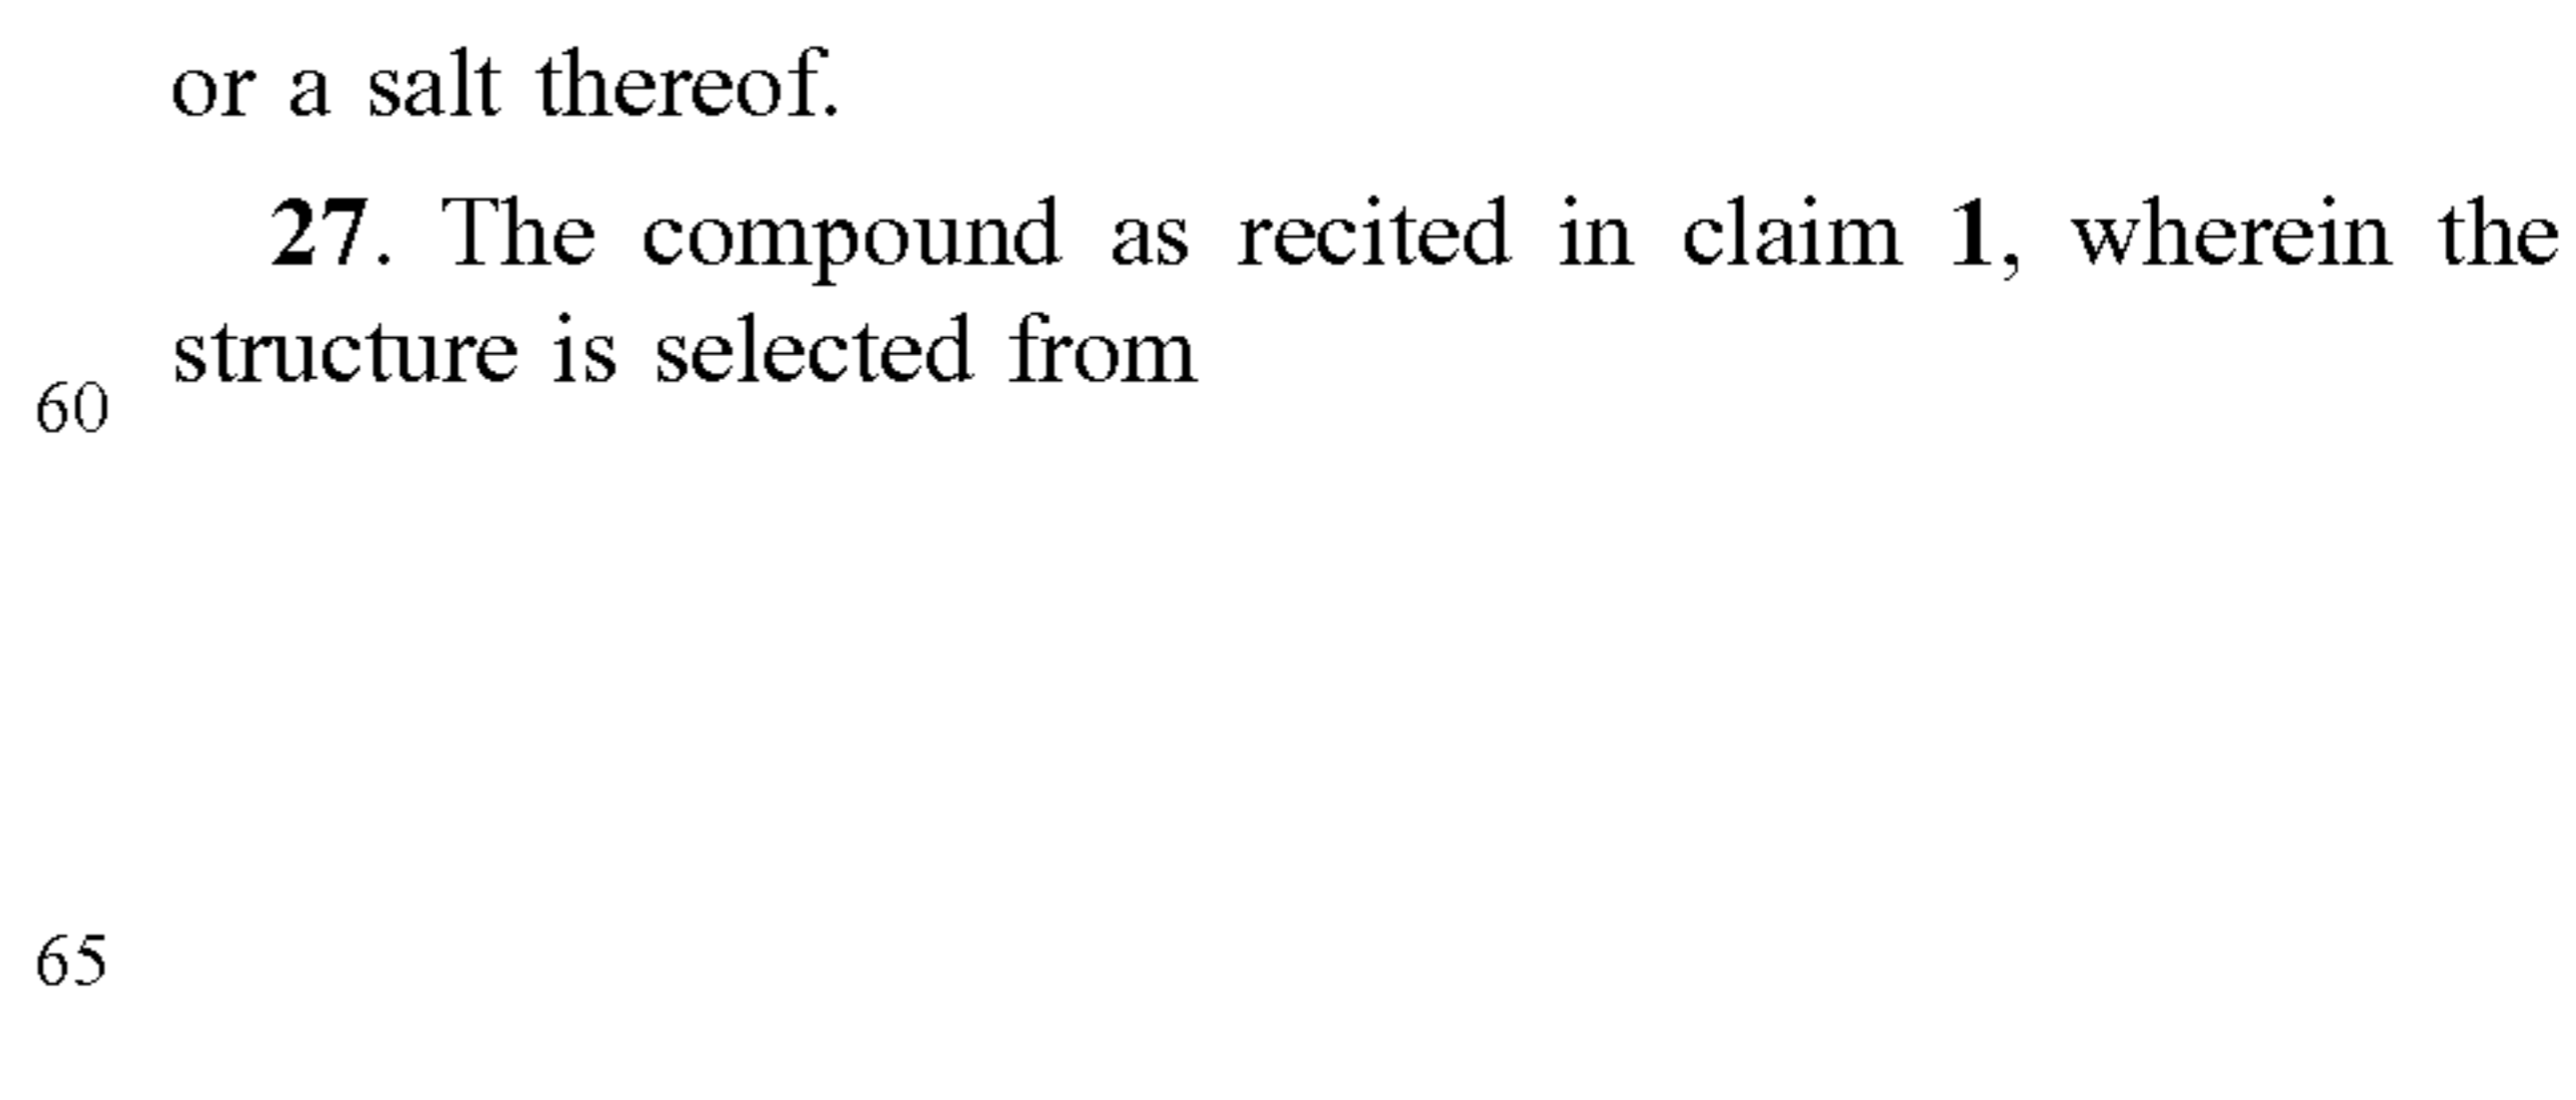 or a salt thereof.
27. The compound as recited in claim 1, wherein the
structure is selected from
60
65